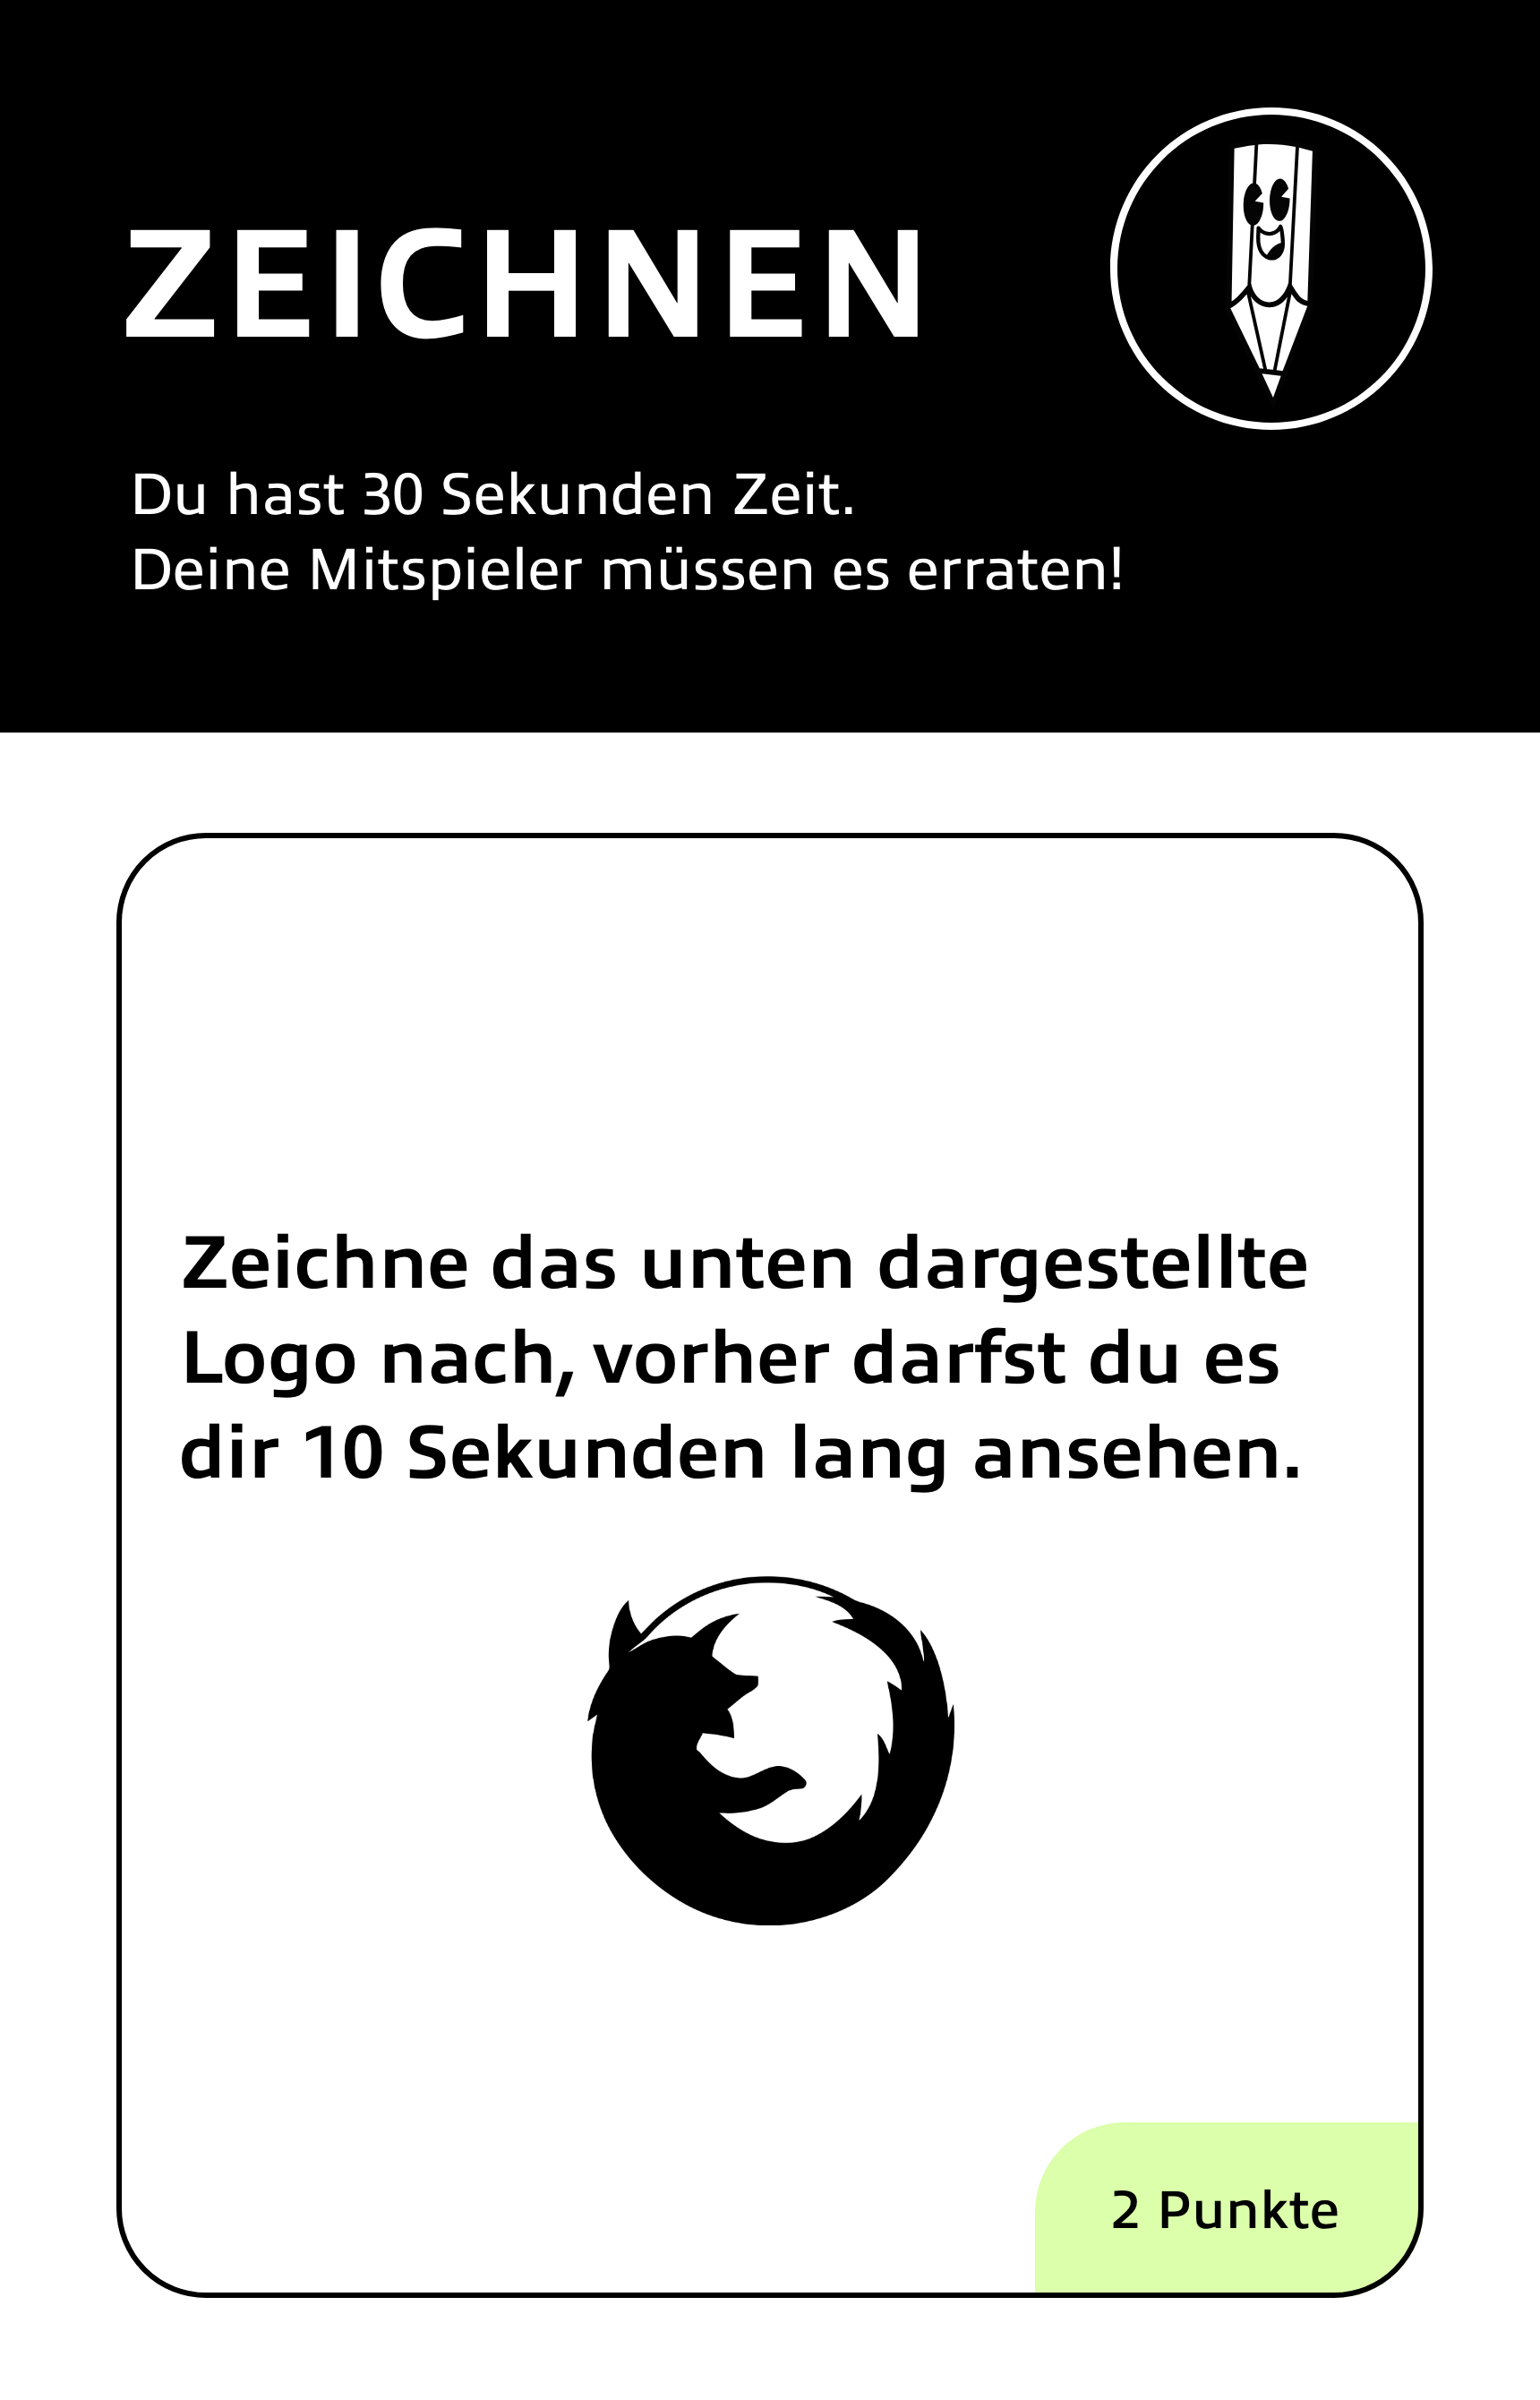 ZEICHNEN
Du hast 30 Sekunden Zeit.
Deine Mitspieler müssen es erraten!
Zeichne das unten dargestellte
Logo nach, vorher darfst du es
dir 10 Sekunden lang ansehen.
2 Punkte